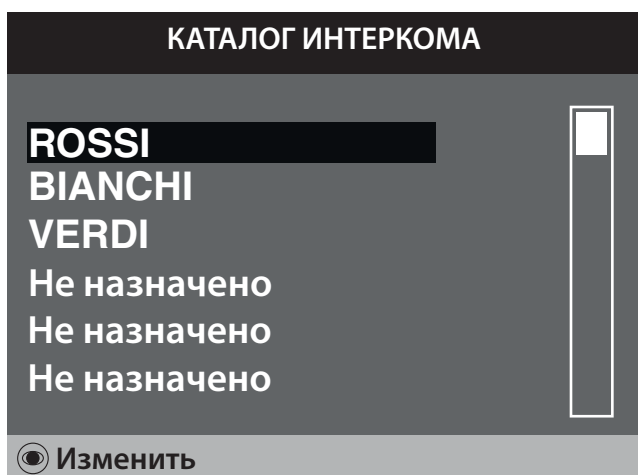 КАТАЛОГ ИНТЕРКОМА
ROSSI
BIANCHI
VERDI
Не назначено
Не назначено
Не назначено
Изменить